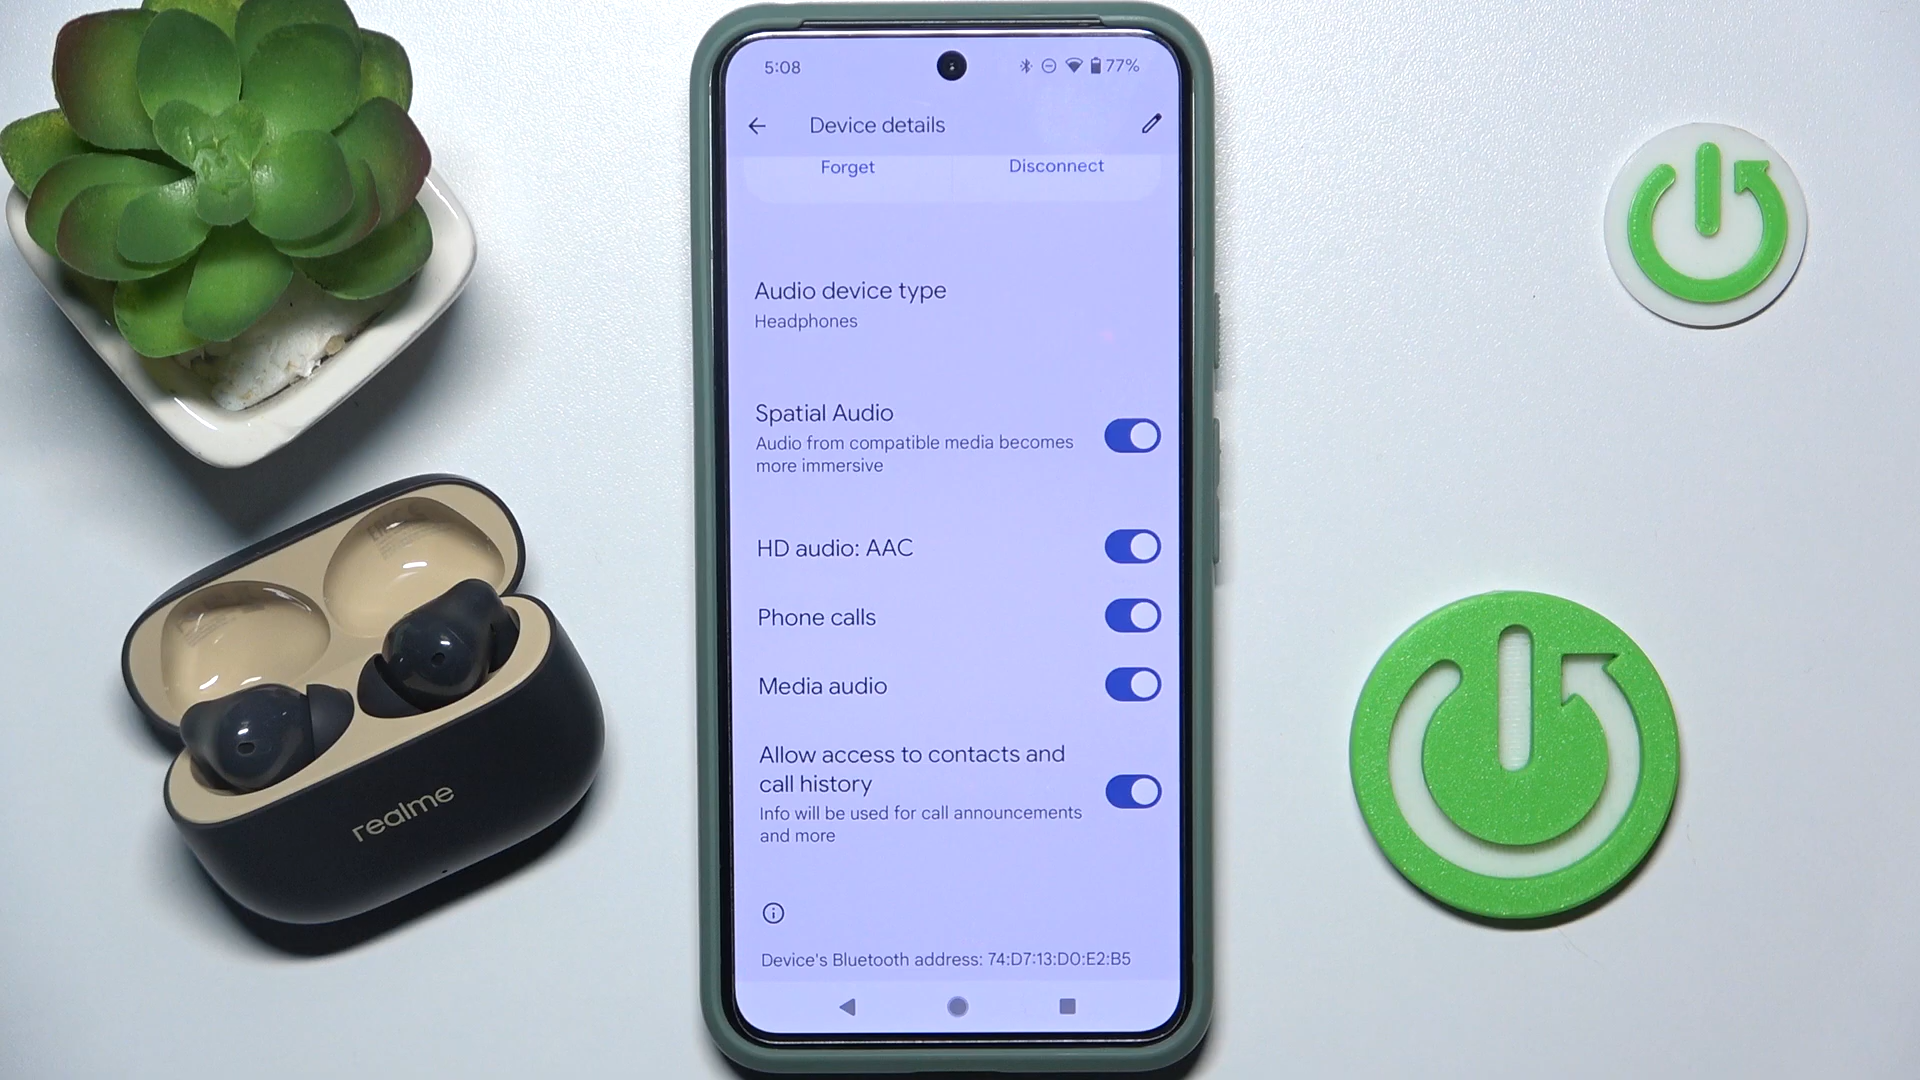 5:08
77%
Device details
Forget
Disconnect
Audio device type
Headphones
Spatial Audio
Audio from compatible media becomes
more immersive
HD audio: AAC
Phone calls
Media audio
Allow access to contacts and
call history
Info will be used for call announcements
and more
Device's Bluetooth address: 74:D7:13:D0:E2:B5
realme